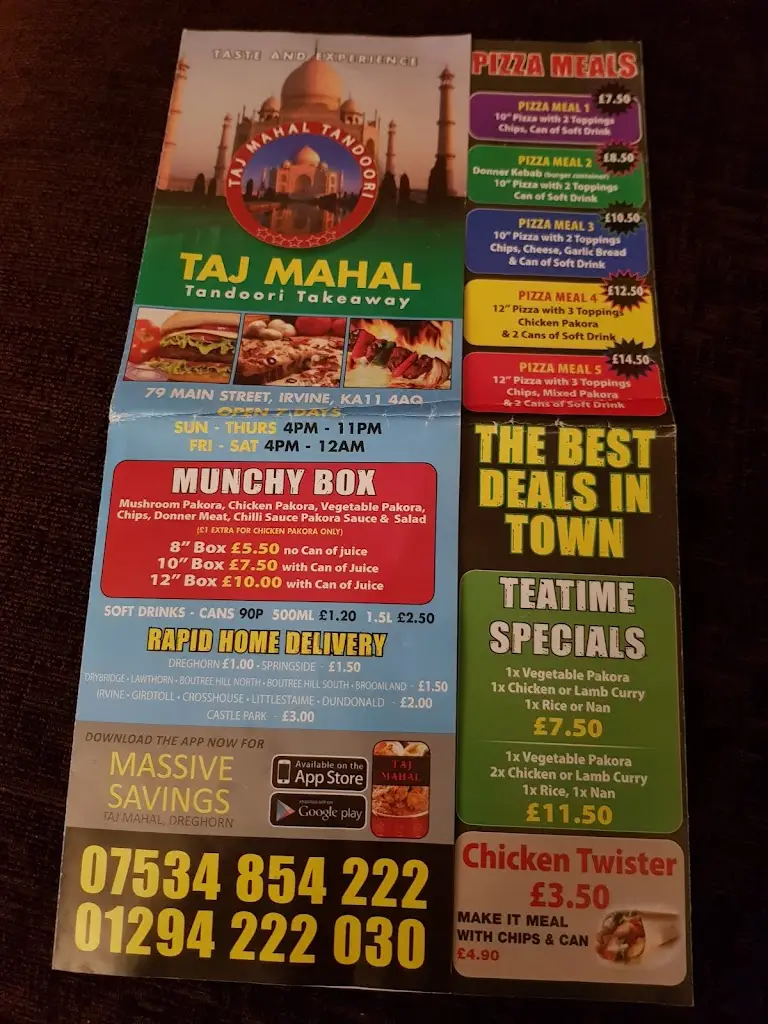 TASTE AND EXPERIENCE
TAJ MAHAL TANDOORI
TAJ MAHAL
Tandoori Takeaway
79 MAIN STREET, IRVINE, KA11 4AQ
OPEN 7 DAYS
SUN - THURS 4PM - 11PM
FRI - SAT 4PM - 12AM
MUNCHY BOX
Mushroom Pakora, Chicken Pakora, Vegetable Pakora,
Chips, Donner Meat, Chilli Sauce Pakora Sauce & Salad
(£1 EXTRA FOR CHICKEN PAKORA ONLY)
8” Box £5.50 no Can of juice
10” Box £7.50 with Can of Juice
12” Box £10.00 with Can of Juice
SOFT DRINKS - CANS 90P 500ML £1.20 1.5L £2.50
RAPID HOME DELIVERY
DREGHORN £1.00 • SPRINGSIDE - £1.50
DRYBRIDGE • LAWTHORN • BOUTREE HILL NORTH • BOUTREE HILL SOUTH • BROOMLAND - £1.50
IRVINE • GIRDTOLL • CROSSHOUSE • LITTLESTAIME • DUNDONALD - £2.00
CASTLE PARK - £3.00
DOWNLOAD THE APP NOW FOR
MASSIVE
SAVINGS
TAJ MAHAL, DREGHORN
Available on the
App Store
Google play
TAJ
MAHAL
07534 854 222
01294 222 030
PIZZA MEALS
£7.50
PIZZA MEAL 1
10” Pizza with 2 Toppings
Chips, Can of Soft Drink
£8.50
PIZZA MEAL 2
Donner Kebab (burger container)
10” Pizza with 2 Toppings
Can of Soft Drink
£10.50
PIZZA MEAL 3
10” Pizza with 2 Toppings
Chips, Cheese, Garlic Bread
& Can of Soft Drink
£12.50
PIZZA MEAL 4
12” Pizza with 3 Toppings
Chicken Pakora
& 2 Cans of Soft Drink
£14.50
PIZZA MEAL 5
12” Pizza with 3 Toppings
Chips, Mixed Pakora
& 2 Cans of Soft Drink
THE BEST
DEALS IN
TOWN
TEATIME
SPECIALS
1x Vegetable Pakora
1x Chicken or Lamb Curry
1x Rice or Nan
£7.50
1x Vegetable Pakora
2x Chicken or Lamb Curry
1x Rice, 1x Nan
£11.50
Chicken Twister
£3.50
MAKE IT MEAL
WITH CHIPS & CAN
£4.90